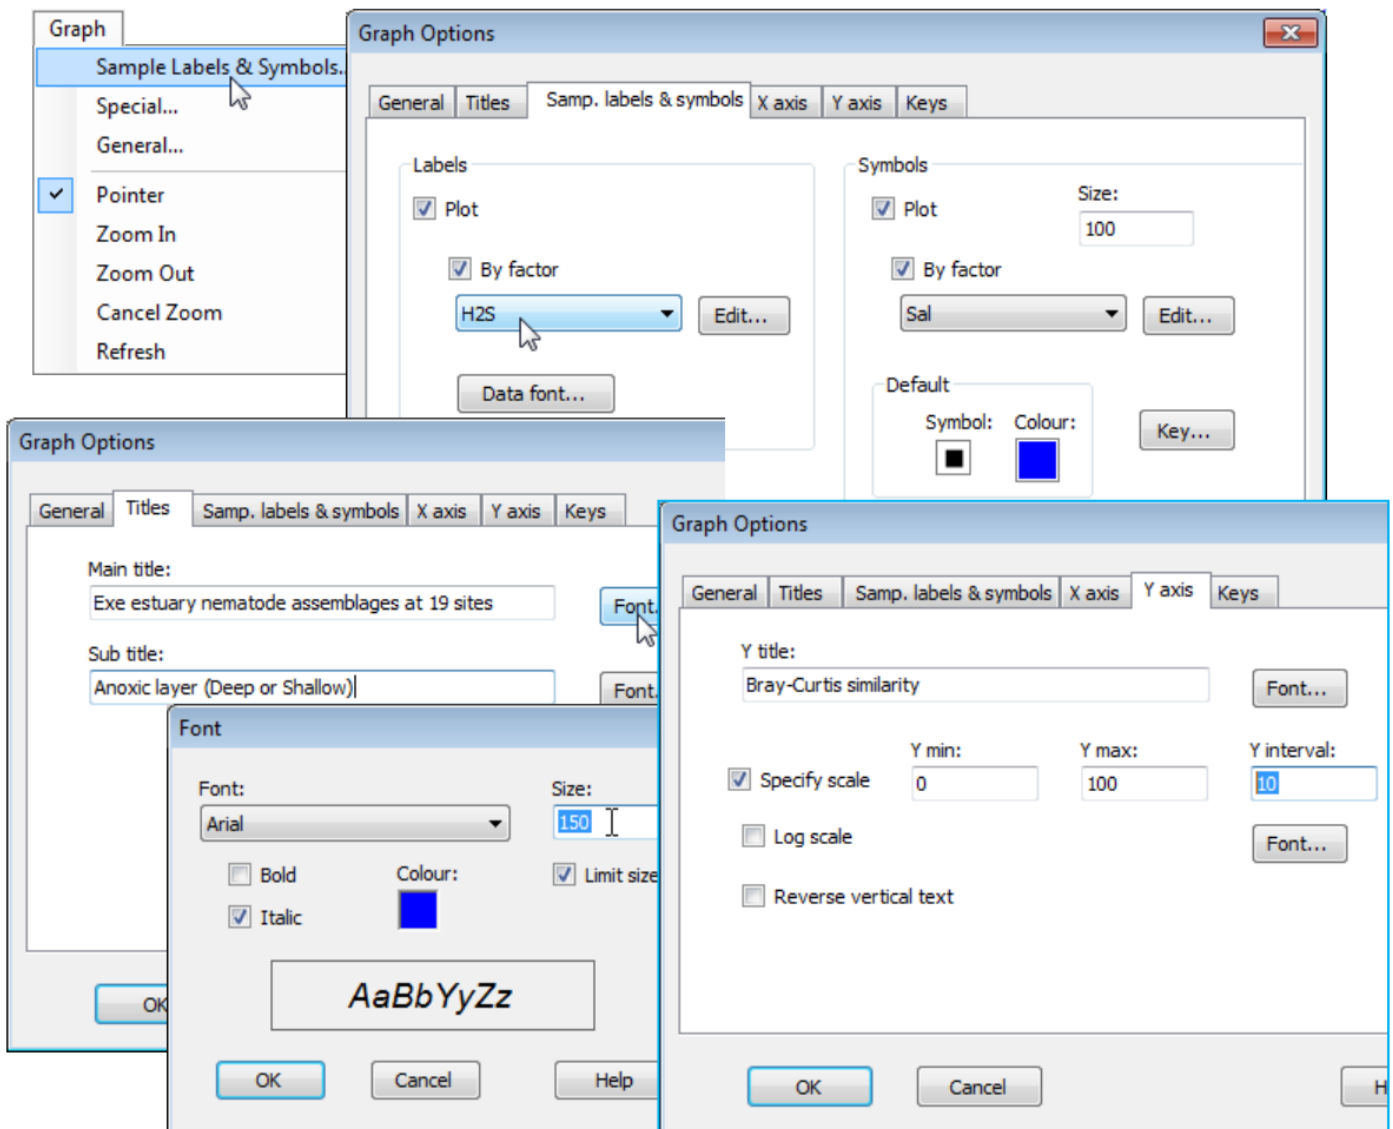 Graph
Sample Labels & Symbols..
Special...
General...
Pointer
Zoom In
Zoom Out
Cancel Zoom
Refresh
Graph Options
General Titles Samp. labels & symbols X axis Y axis Keys
Labels
Plot
By factor
H2S Edit...
Data font...
Symbols
Plot
Size:
100
By factor
Sal Edit...
Default
Symbol: Colour:
Key...
Graph Options
General Titles Samp. labels & symbols X axis Y axis Keys
Main title:
Exe estuary nematode assemblages at 19 sites Font.
Sub title:
Anoxic layer (Deep or Shallow) Font.
OK
Font
Font: Size:
Arial 150
Bold Colour: Limit size
Italic
AaBbYyZz
OK Cancel Help
Graph Options
General Titles Samp. labels & symbols X axis Y axis Keys
Y title:
Bray-Curtis similarity Font...
Y min: Y max: Y interval:
Specify scale 0 100 10
Log scale Font...
Reverse vertical text
OK Cancel H